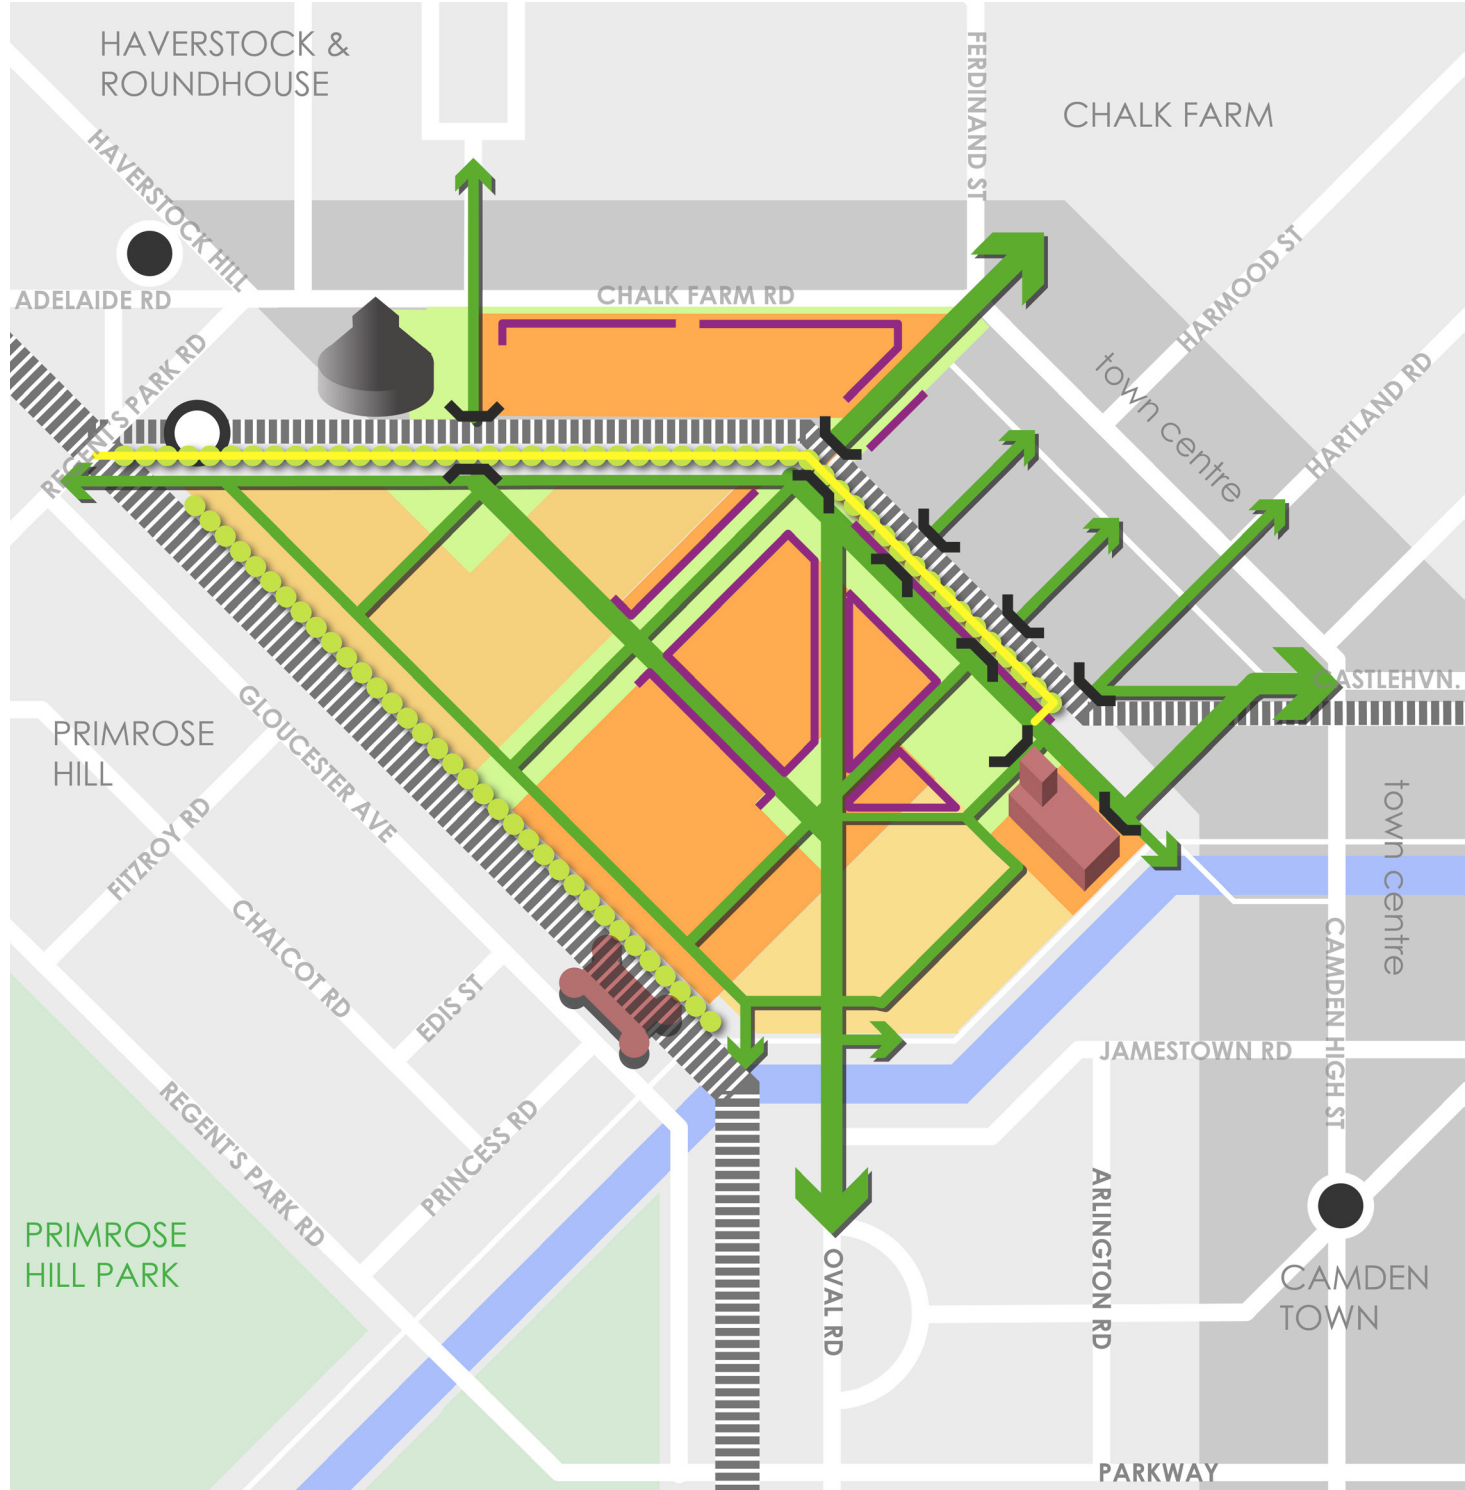 HAVERSTOCK &
ROUNDHOUSE
FERDINAND ST
CHALK FARM
HAVERSTOCK HILL
HARMOOD ST
ADELAIDE RD
CHALK FARM RD
REGENT'S PARK RD
town centre
HARTLAND RD
CASTLEHVN.
PRIMROSE
HILL
GLOUCESTER AVE
FITZROY RD
town centre
CHALCOT RD
EDIS ST
CAMDEN HIGH ST
JAMESTOWN RD
REGENT'S PARK RD
PRINCESS RD
ARLINGTON RD
PRIMROSE
HILL PARK
OVAL RD
CAMDEN
TOWN
PARKWAY